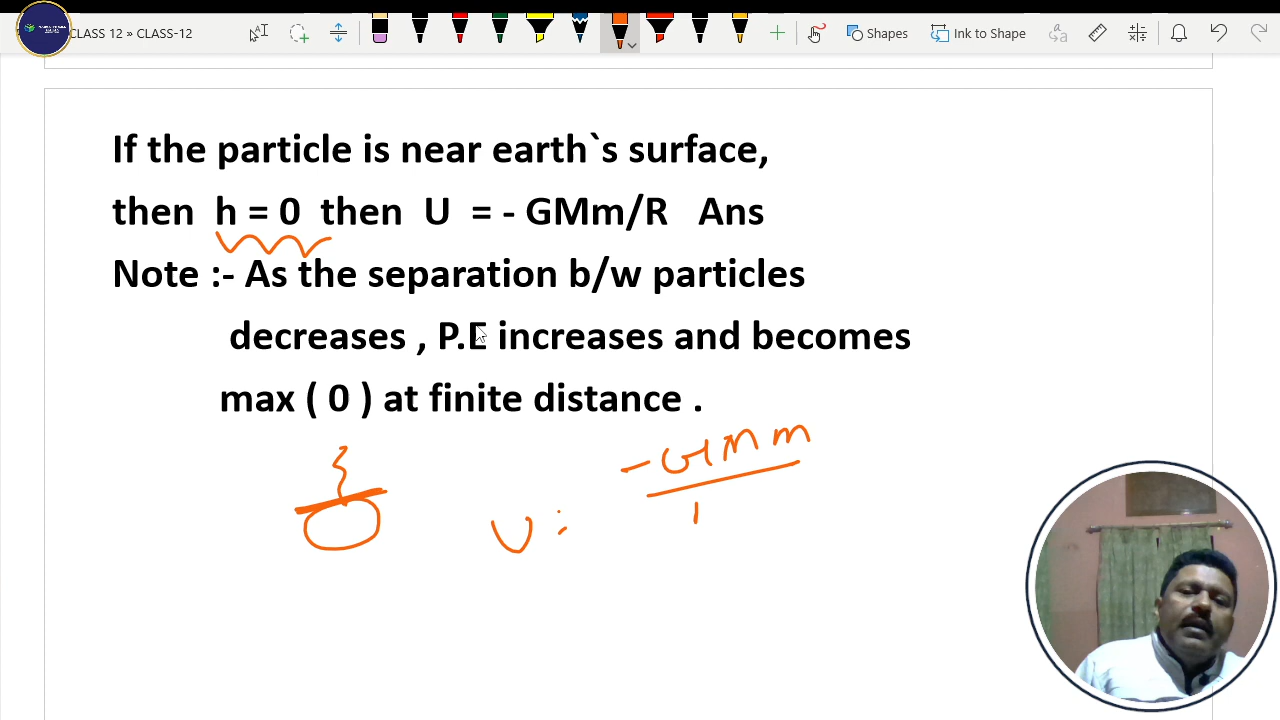 CLASS 12 » CLASS-12
Shapes
Ink to Shape
If the particle is near earth`s surface,
then h = 0 then U = - GMm/R Ans
Note :- As the separation b/w particles
decreases , P.E increases and becomes
max ( 0 ) at finite distance .
- GMm
U :